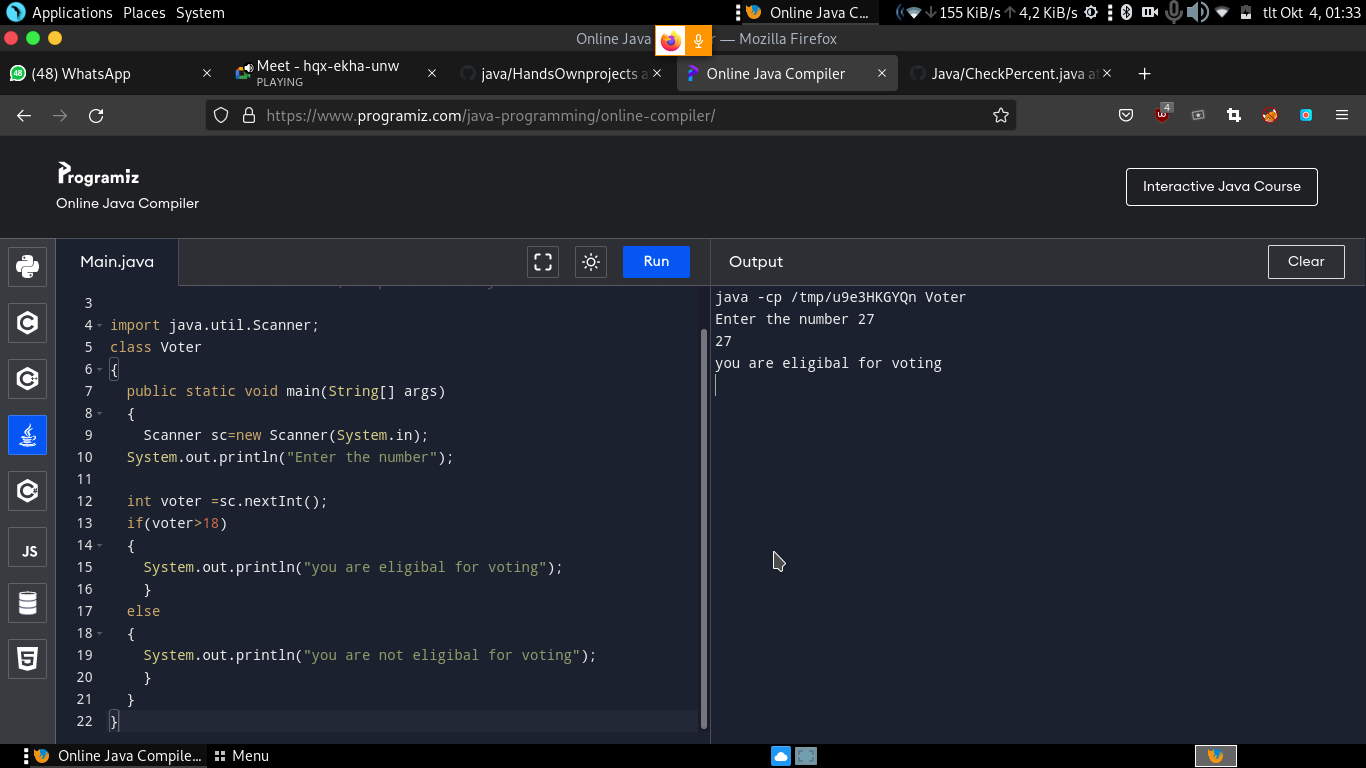 Applications Places System
Online Java C...
155 KiB/s 4,2 KiB/s
tlt Okt 4, 01:33
Online Java
r — Mozilla Firefox
(48) WhatsApp
Meet - hqx-ekha-unw
PLAYING
java/HandsOwnprojects a
Online Java Compiler
Java/CheckPercent.java at
https://www.programiz.com/java-programming/online-compiler/
4
Programiz
Online Java Compiler
Interactive Java Course
Main.java
Run
Output
Clear
3
4 import java.util.Scanner;
5 class Voter
6 {
7 public static void main(String[] args)
8 {
9 Scanner sc=new Scanner(System.in);
10 System.out.println("Enter the number");
11
12 int voter =sc.nextInt();
13 if(voter>18)
14 {
15 System.out.println("you are eligibal for voting");
16 }
17 else
18 {
19 System.out.println("you are not eligibal for voting");
20 }
21 }
22 }
java -cp /tmp/u9e3HKGYQn Voter
Enter the number 27
27
you are eligibal for voting
C
C
C
JS
5
Online Java Compile...
Menu